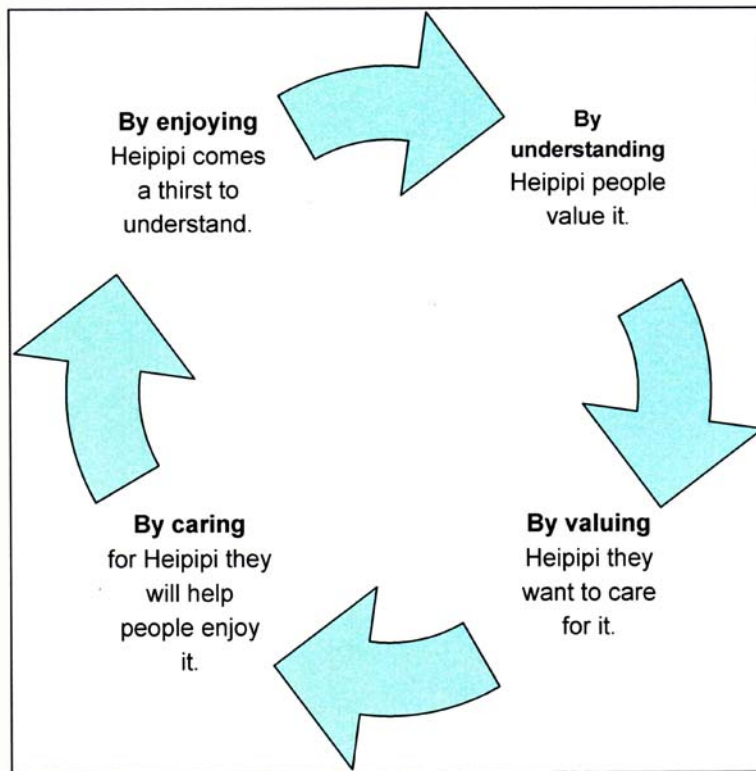 By enjoying
Heipipi comes
a thirst to
understand.
By
understanding
Heipipi people
value it.
By valuing
Heipipi they
want to care
for it.
By caring
for Heipipi they
will help
people enjoy
it.